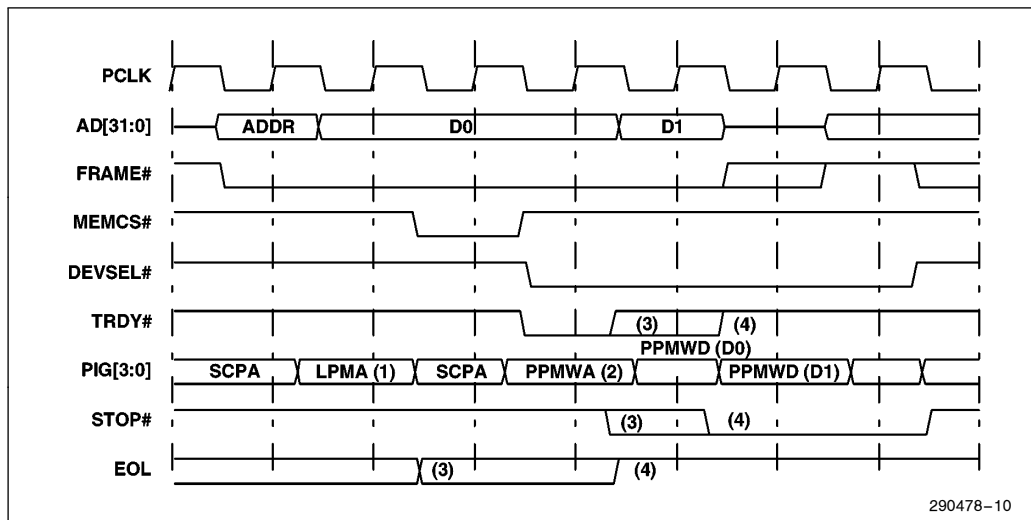 PCLK
AD[31:0] ADDR D0 D1
FRAME#
MEMCS#
DEVSEL#
TRDY# (3) (4)
PPMWD (D0)
PIG[3:0] SCPA LPMA (1) SCPA PPMWA (2) PPMWD (D1)
STOP# (3) (4)
EOL (3) (4)
290478–10